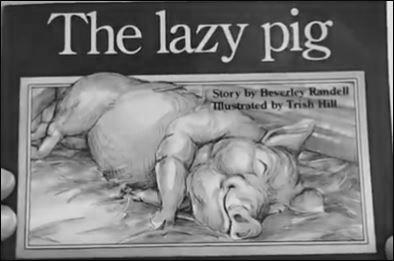 The lazy pig
Story by Beverley Randell
Illustrated by Trish Hill